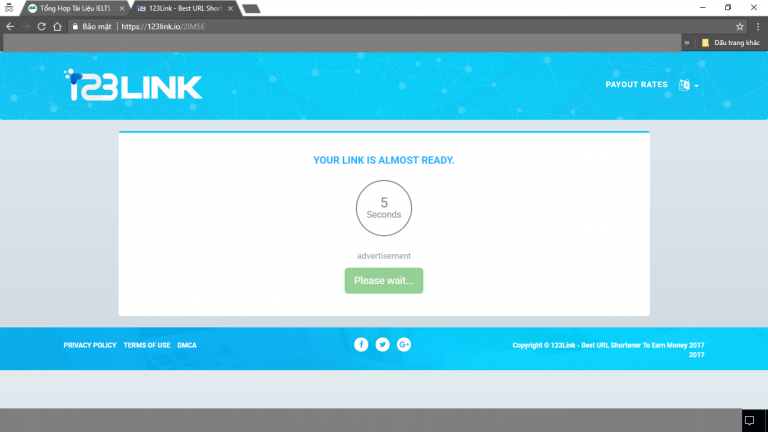 Tổng Hợp Tài Liệu IELTS
123Link - Best URL Shor
Bảo mật
https://123link.io/2IM5E
»
Dấu trang khác
123LINK
PAYOUT RATES
YOUR LINK IS ALMOST READY.
5
Seconds
advertisement
Please wait...
PRIVACY POLICY TERMS OF USE DMCA
Copyright © 123Link - Best URL Shortener To Earn Money 2017
2017